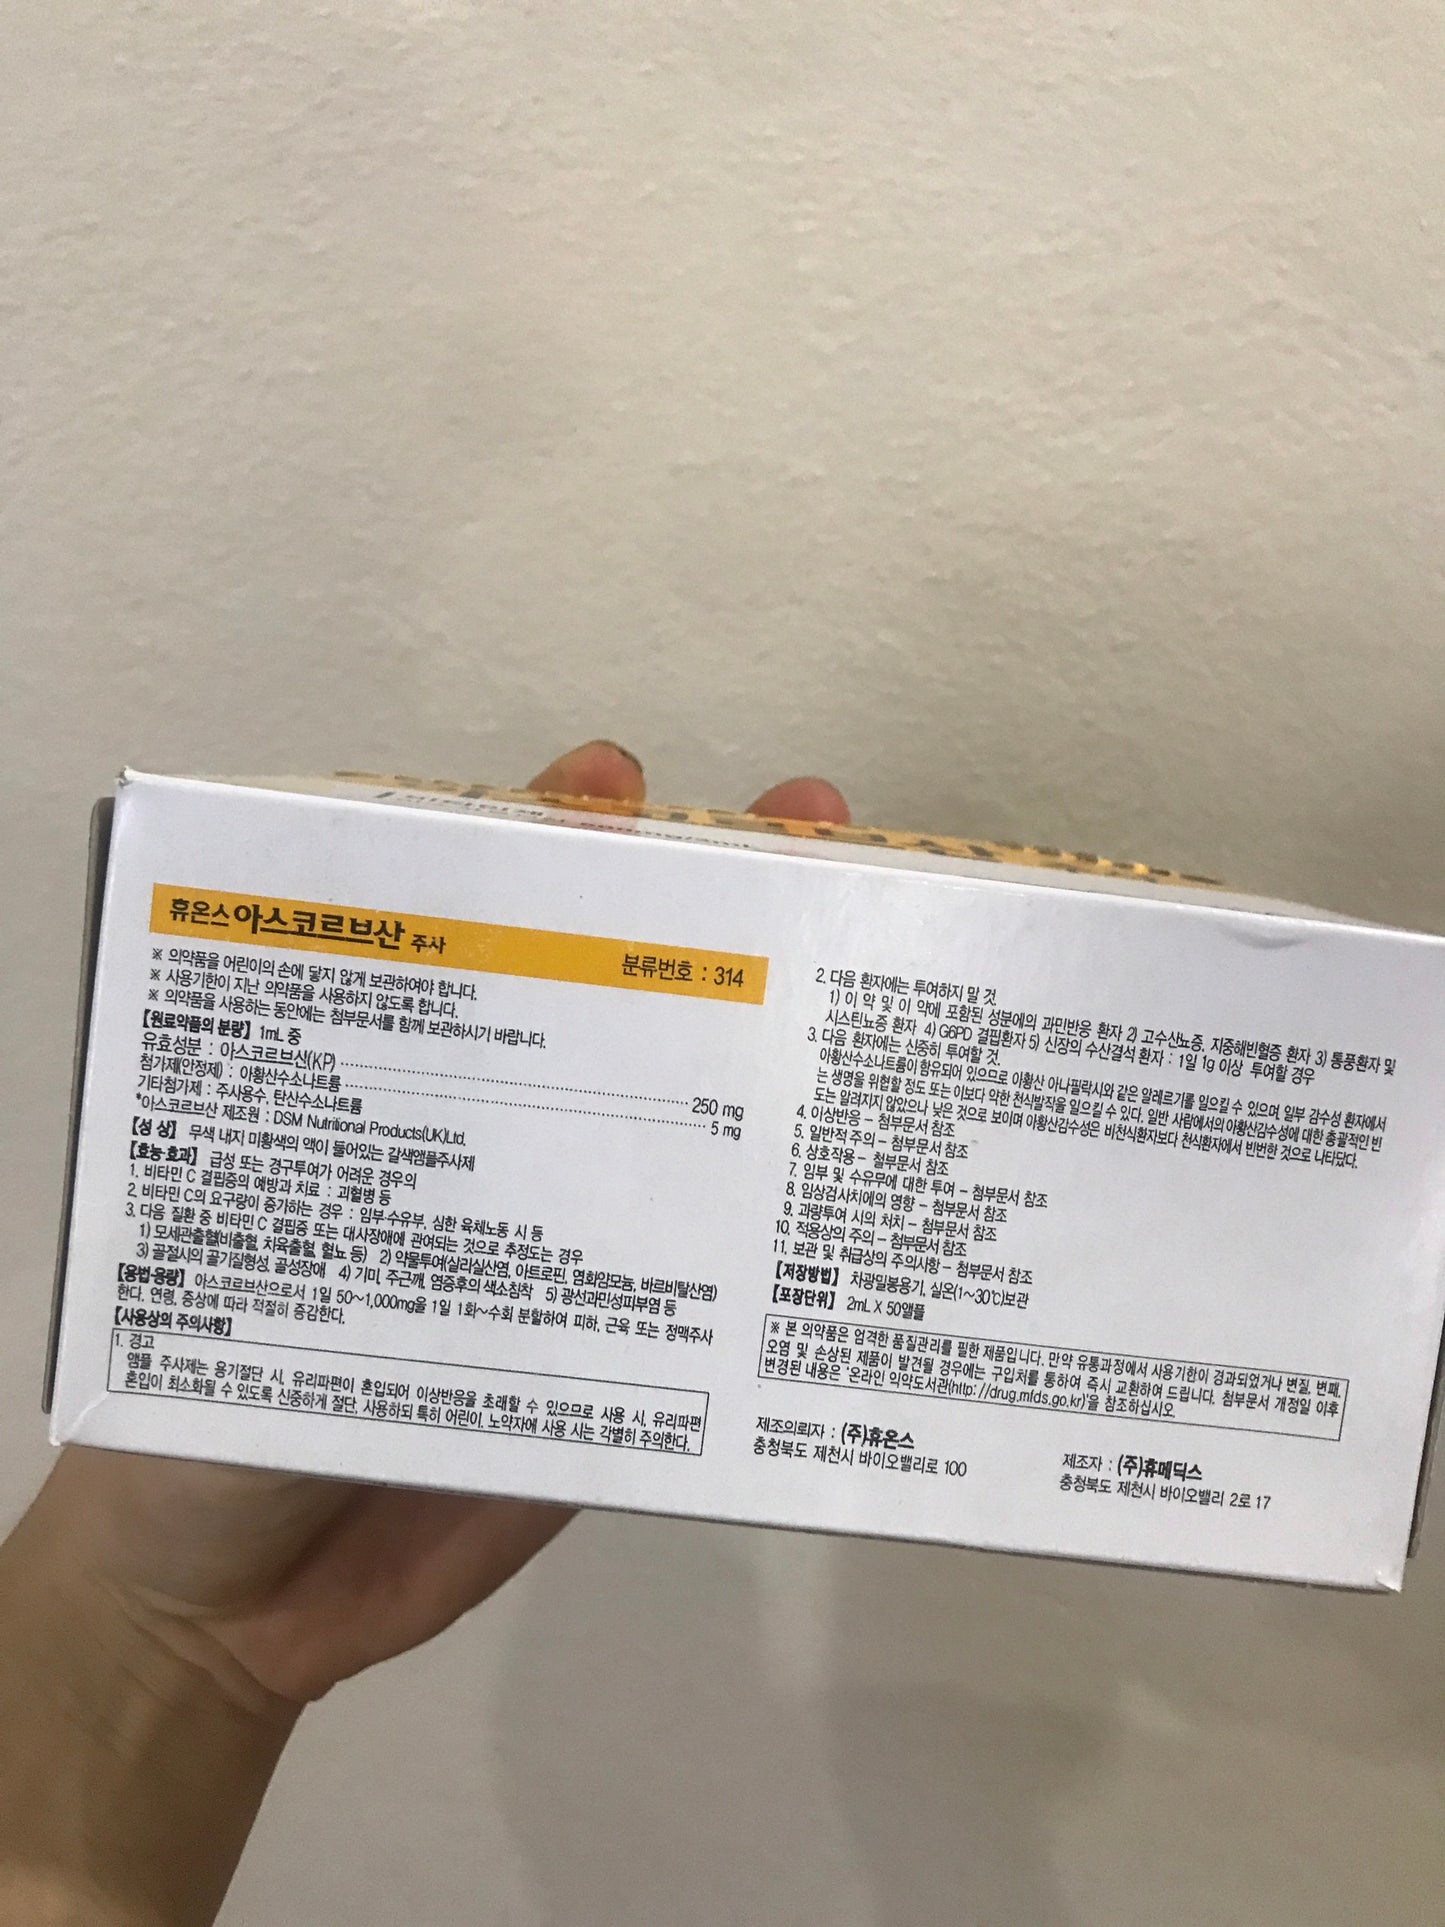 휴온스 아스코르브산 주사 분류번호 : 314
※ 의약품을 어린이의 손에 닿지 않게 보관하여야 합니다.
※ 사용기한이 지난 의약품을 사용하지 않도록 합니다.
※ 의약품을 사용하는 동안에는 첨부문서를 함께 보관하시기 바랍니다.
【원료약품의 분량】 1mL 중
유효성분 : 아스코르브산(KP) 250 mg
첨가제(안정제) : 아황산수소나트륨 5 mg
기타첨가제 : 주사용수, 탄산수소나트륨
*아스코르브산 제조원 : DSM Nutritional Products(UK)Ltd.
【성 상】 무색 내지 미황색의 액이 들어있는 갈색앰플주사제
【효능·효과】 급성 또는 경구투여가 어려운 경우의
1. 비타민 C 결핍증의 예방과 치료 : 괴혈병 등
2. 비타민 C의 요구량이 증가하는 경우 : 임부·수유부, 심한 육체노동 시 등
3. 다음 질환 중 비타민 C 결핍증 또는 대사장애에 관여되는 것으로 추정도는 경우
1) 모세관출혈(비출혈, 치육출혈, 혈뇨 등) 2) 약물투여(실리실산염, 아트로핀, 염화암모늄, 바르비탈산염)
3) 골절시의 골기질형성, 골성장애 4) 기미, 주근깨, 염증후의 색소침착 5) 광선과민성피부염 등
【용법·용량】 아스코르브산으로서 1일 50~1,000mg을 1일 1회~수회 분할하여 피하, 근육 또는 정맥주사
한다. 연령, 증상에 따라 적절히 증감한다.
【사용상의 주의사항】
1. 경고
앰플 주사제는 용기절단 시, 유리파편이 혼입되어 이상반응을 초래할 수 있으므로 사용 시, 유리파편
혼입이 최소화될 수 있도록 신중하게 절단, 사용하되 특히 어린이, 노약자에 사용 시는 각별히 주의한다.
2. 다음 환자에는 투여하지 말 것
1) 이 약 및 이 약에 포함된 성분에의 과민반응 환자 2) 고수산뇨증, 지중해빈혈증 환자 3) 통풍환자 및
시스틴뇨증 환자 4) G6PD 결핍환자 5) 신장의 수산결석 환자 : 1일 1g 이상 투여할 경우
3. 다음 환자에는 신중히 투여할 것.
아황산수소나트륨이 함유되어 있으므로 아황산 아나필락시와 같은 알레르기를 일으킬 수 있으며, 일부 감수성 환자에서
는 생명을 위협할 정도 또는 이보다 약한 천식발작을 일으킬 수 있다. 일반 사람에서의 아황산감수성에 대한 총괄적인 빈
도는 알려지지 않았으나 낮은 것으로 보이며 아황산감수성은 비천식환자보다 천식환자에서 빈번한 것으로 나타났다.
4. 이상반응 – 첨부문서 참조
5. 일반적 주의 – 첨부문서 참조
6. 상호작용 – 첨부문서 참조
7. 임부 및 수유부에 대한 투여 – 첨부문서 참조
8. 임상검사치에의 영향 – 첨부문서 참조
9. 과량투여 시의 처치 – 첨부문서 참조
10. 적용상의 주의 – 첨부문서 참조
11. 보관 및 취급상의 주의사항 – 첨부문서 참조
【저장방법】 차광밀봉용기, 실온(1~30℃)보관
【포장단위】 2mL X 50앰플
※ 본 의약품은 엄격한 품질관리를 필한 제품입니다. 만약 유통과정에서 사용기한이 경과되었거나 변질, 변패,
오염 및 손상된 제품이 발견될 경우에는 구입처를 통하여 즉시 교환하여 드립니다. 첨부문서 개정일 이후
변경된 내용은 '온라인 의약도서관(http://drug.mfds.go.kr)'을 참조하십시오
제조의뢰자 : (주)휴온스
충청북도 제천시 바이오밸리로 100
제조자 : (주)휴메딕스
충청북도 제천시 바이오밸리 2로 17